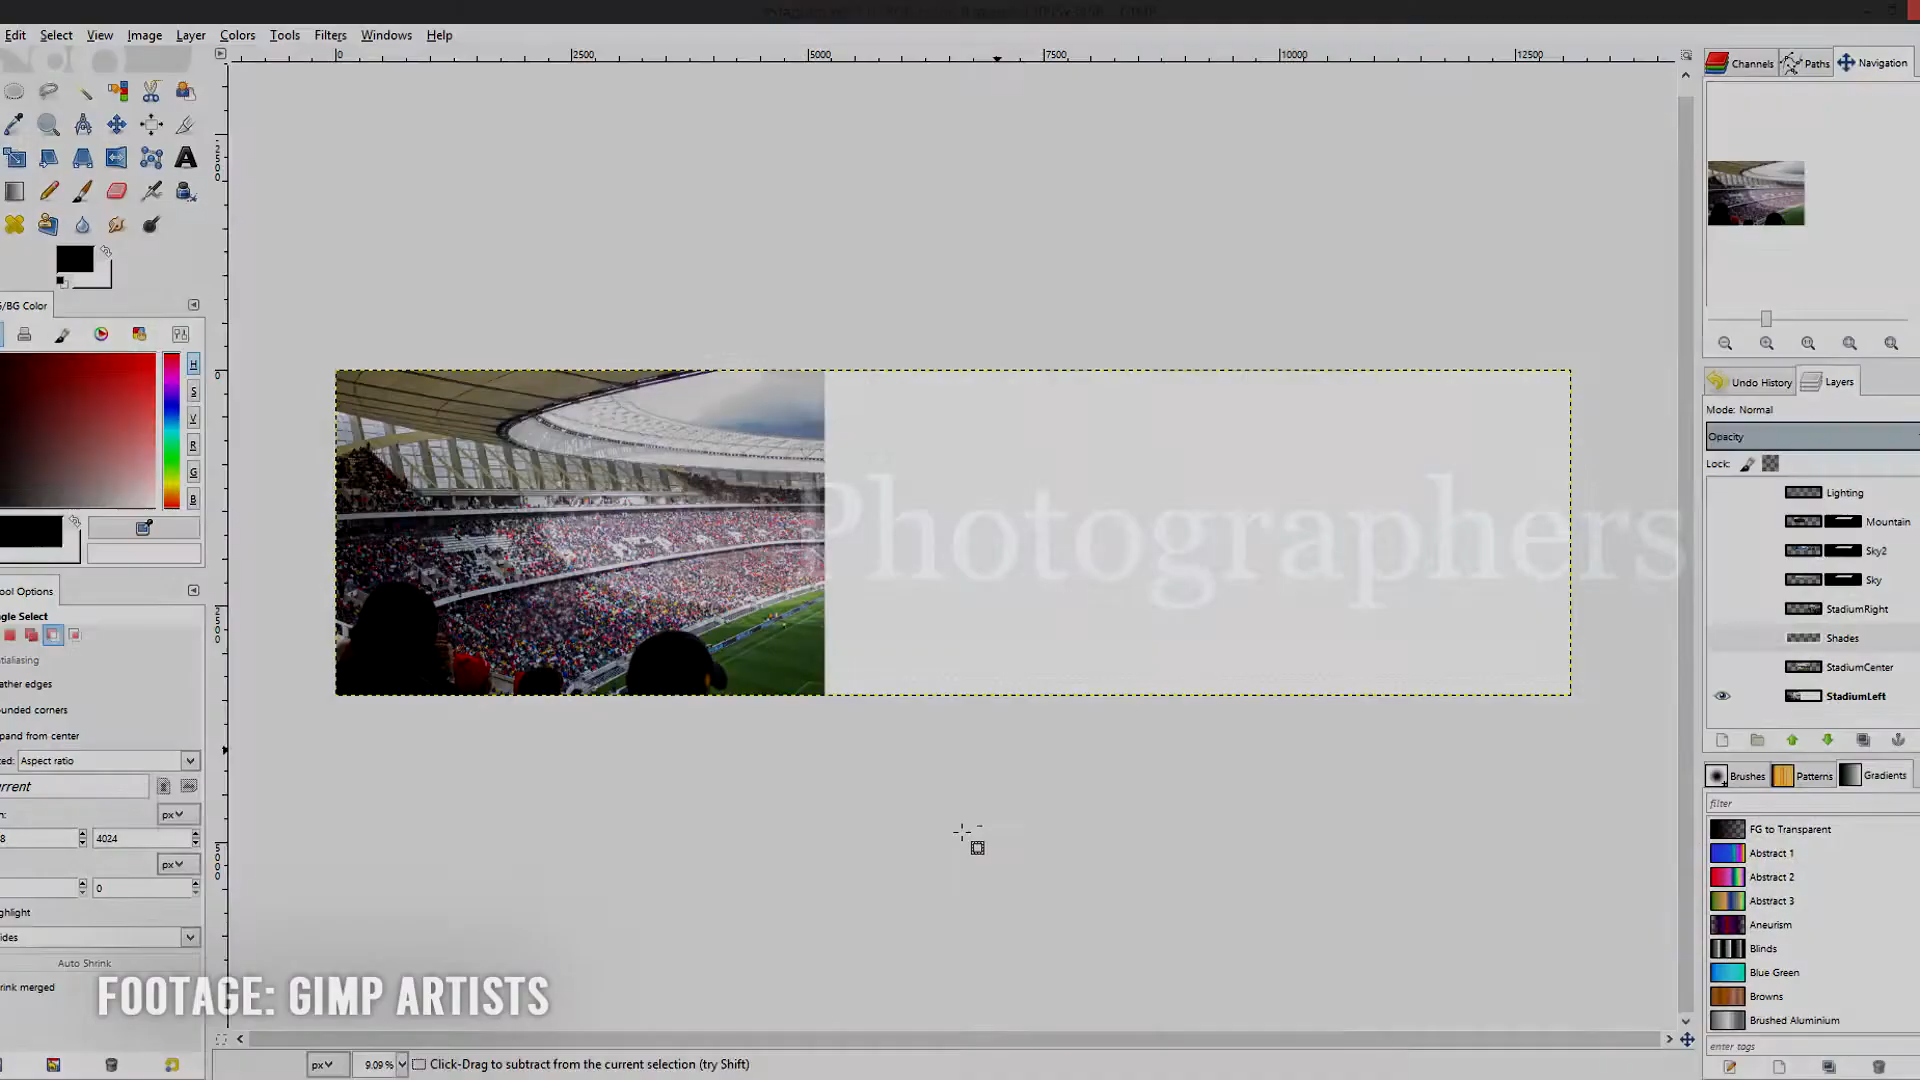 Edit Select View Image Layer Colors Tools Filters Windows Help
0 2500 5000 7500 10000 12500
Channels Paths Navigation
/BG Color
H
S
V
R
G
B
Undo History Layers
Mode: Normal
Opacity
Lock:
Lighting
Mountain
Sky2
Sky
StadiumRight
Shades
StadiumCenter
StadiumLeft
Photographers
ool Options
ngle Select
ntialiasing
ather edges
unded corners
pand from center
ed: Aspect ratio
rrent
n: px
8 4024
px
0
ghlight
ides
Auto Shrink
rink merged
Brushes Patterns Gradients
filter
FG to Transparent
Abstract 1
Abstract 2
Abstract 3
Aneurism
Blinds
Blue Green
Browns
Brushed Aluminium
enter tags
FOOTAGE: GIMP ARTISTS
px 9.09 % Click-Drag to subtract from the current selection (try Shift)